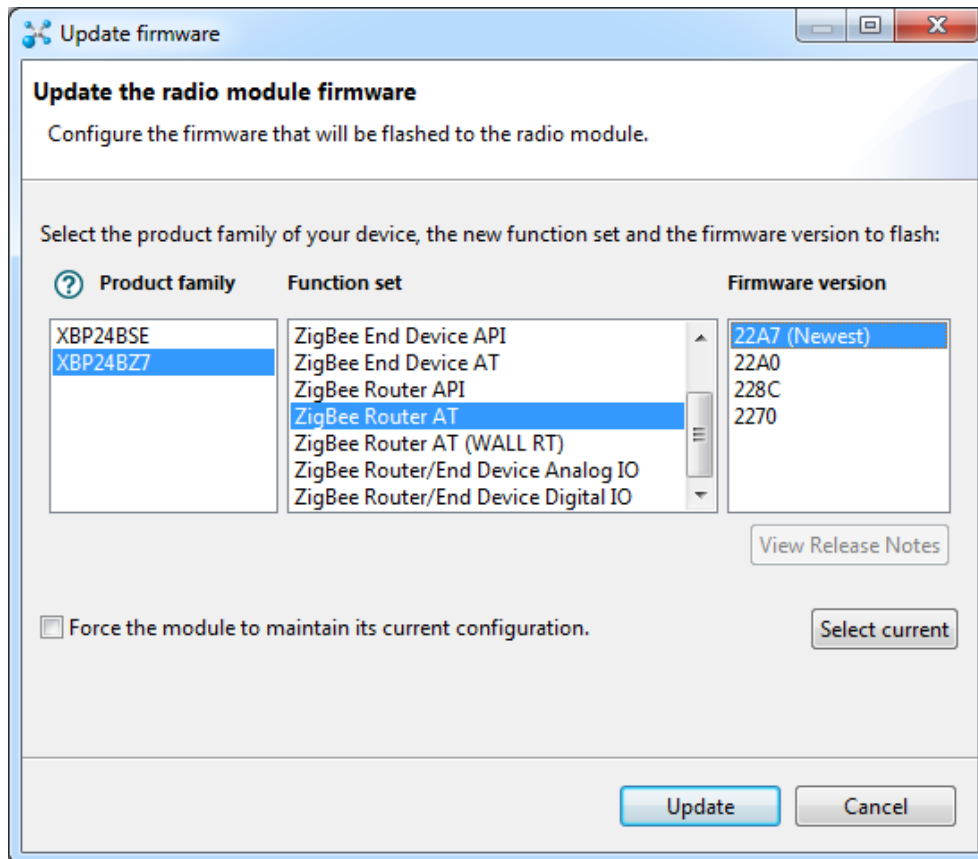 Update firmware
Update the radio module firmware
Configure the firmware that will be flashed to the radio module.
Select the product family of your device, the new function set and the firmware version to flash:
? Product family
Function set
Firmware version
XBP24BSE
XBP24BZ7
ZigBee End Device API
ZigBee End Device AT
ZigBee Router API
ZigBee Router AT
ZigBee Router AT (WALL RT)
ZigBee Router/End Device Analog IO
ZigBee Router/End Device Digital IO
22A7 (Newest)
22A0
228C
2270
View Release Notes
Force the module to maintain its current configuration.
Select current
Update
Cancel